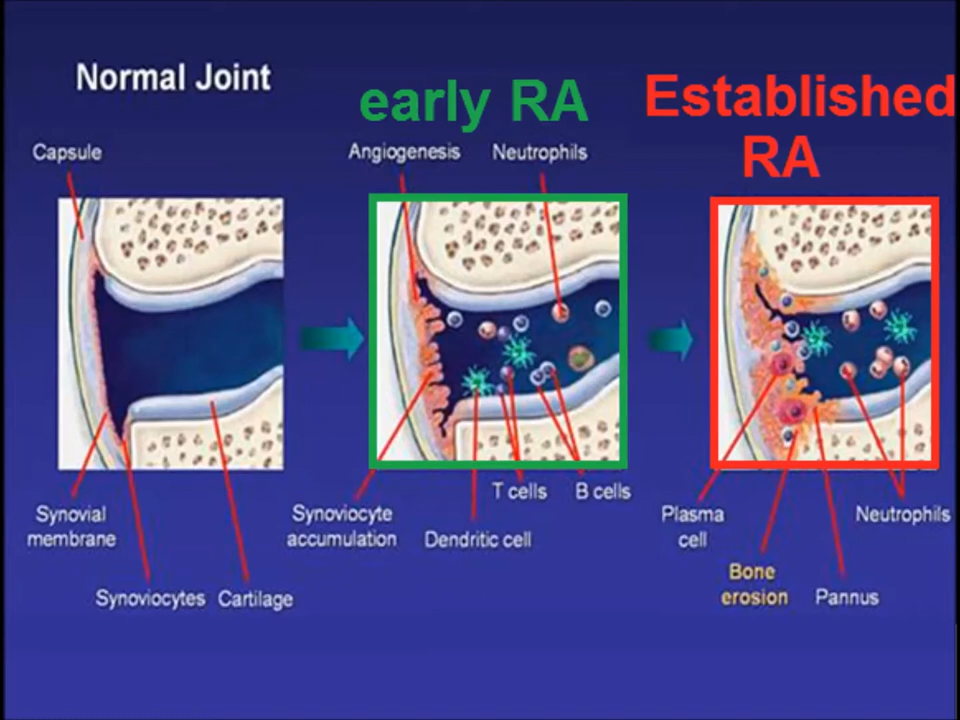 Normal Joint
early RA
Established
RA
Capsule
Angiogenesis
Neutrophils
Synovial
membrane
Synoviocytes
Cartilage
Synoviocyte
accumulation
Dendritic cell
T cells
B cells
Plasma
cell
Bone
erosion
Pannus
Neutrophils